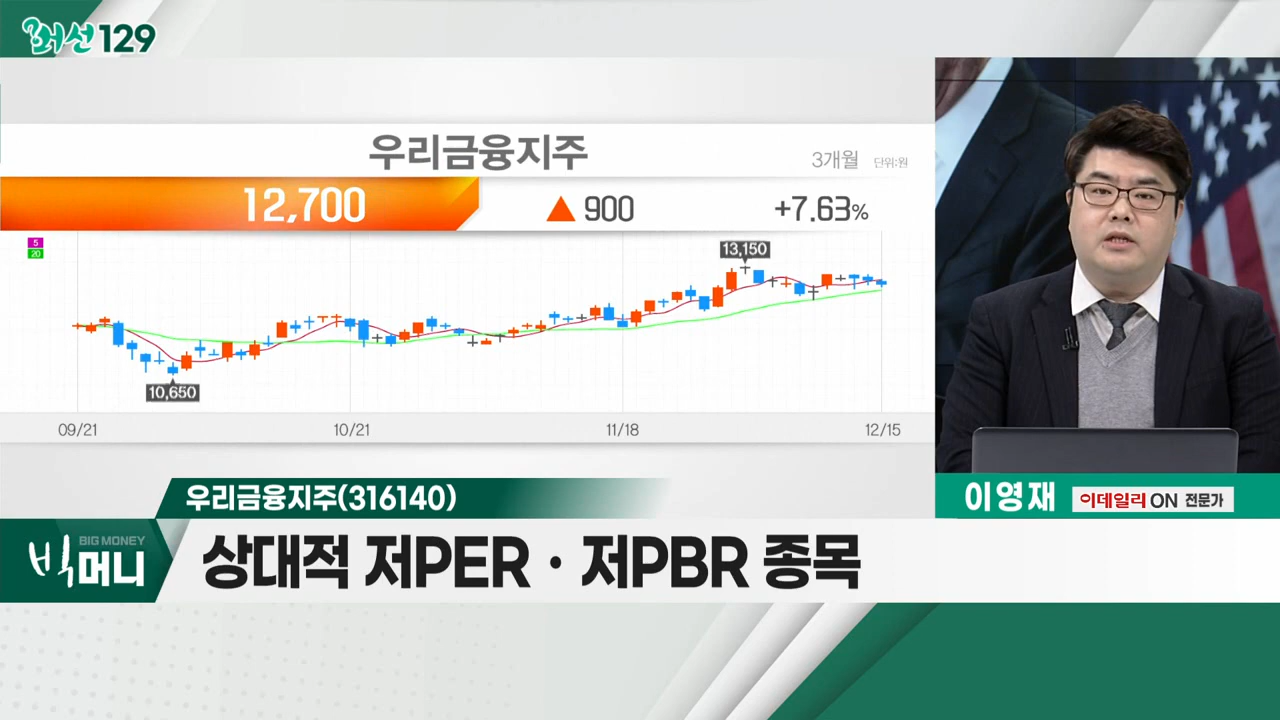 머선129
우리금융지주
3개월 단위:원
12,700 ▲ 900 +7.63%
5
20
13,150
10,650
09/21 10/21 11/18 12/15
우리금융지주(316140)
이영재 이데일리ON 전문가
BIG MONEY
빅머니
상대적 저PER · 저PBR 종목